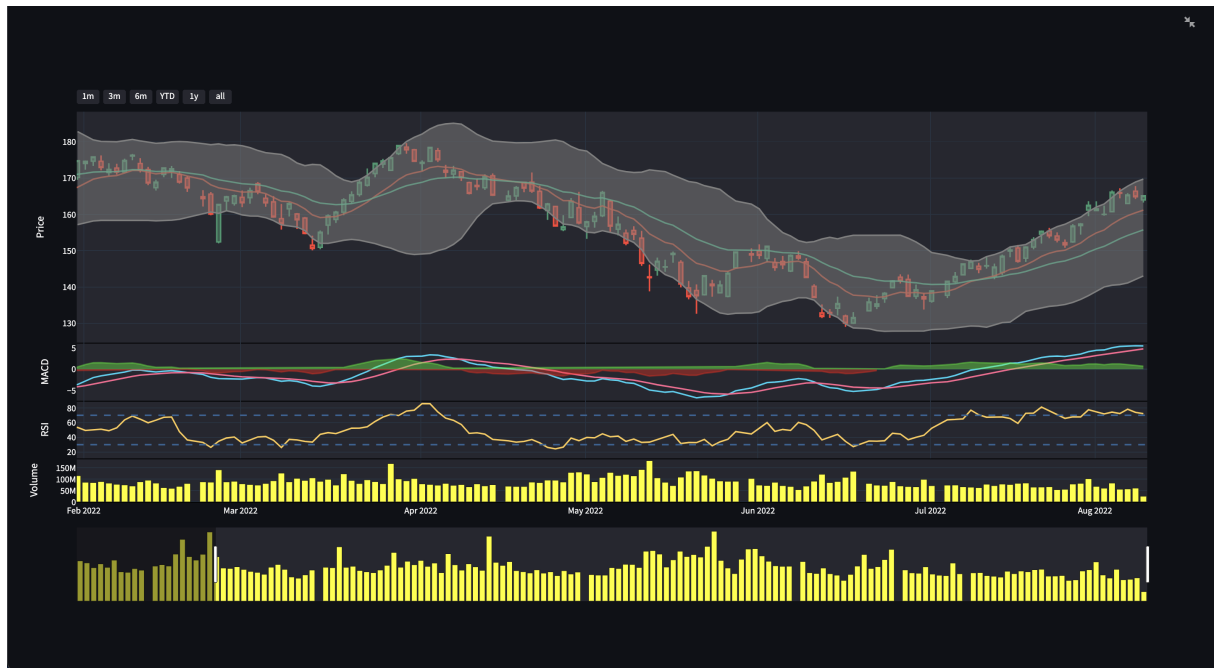 1m 3m 6m YTD 1y all
Price
180
170
160
150
140
130
MACD
5
0
−5
RSI
80
60
40
20
Volume
150M
100M
50M
0
Feb 2022 Mar 2022 Apr 2022 May 2022 Jun 2022 Jul 2022 Aug 2022